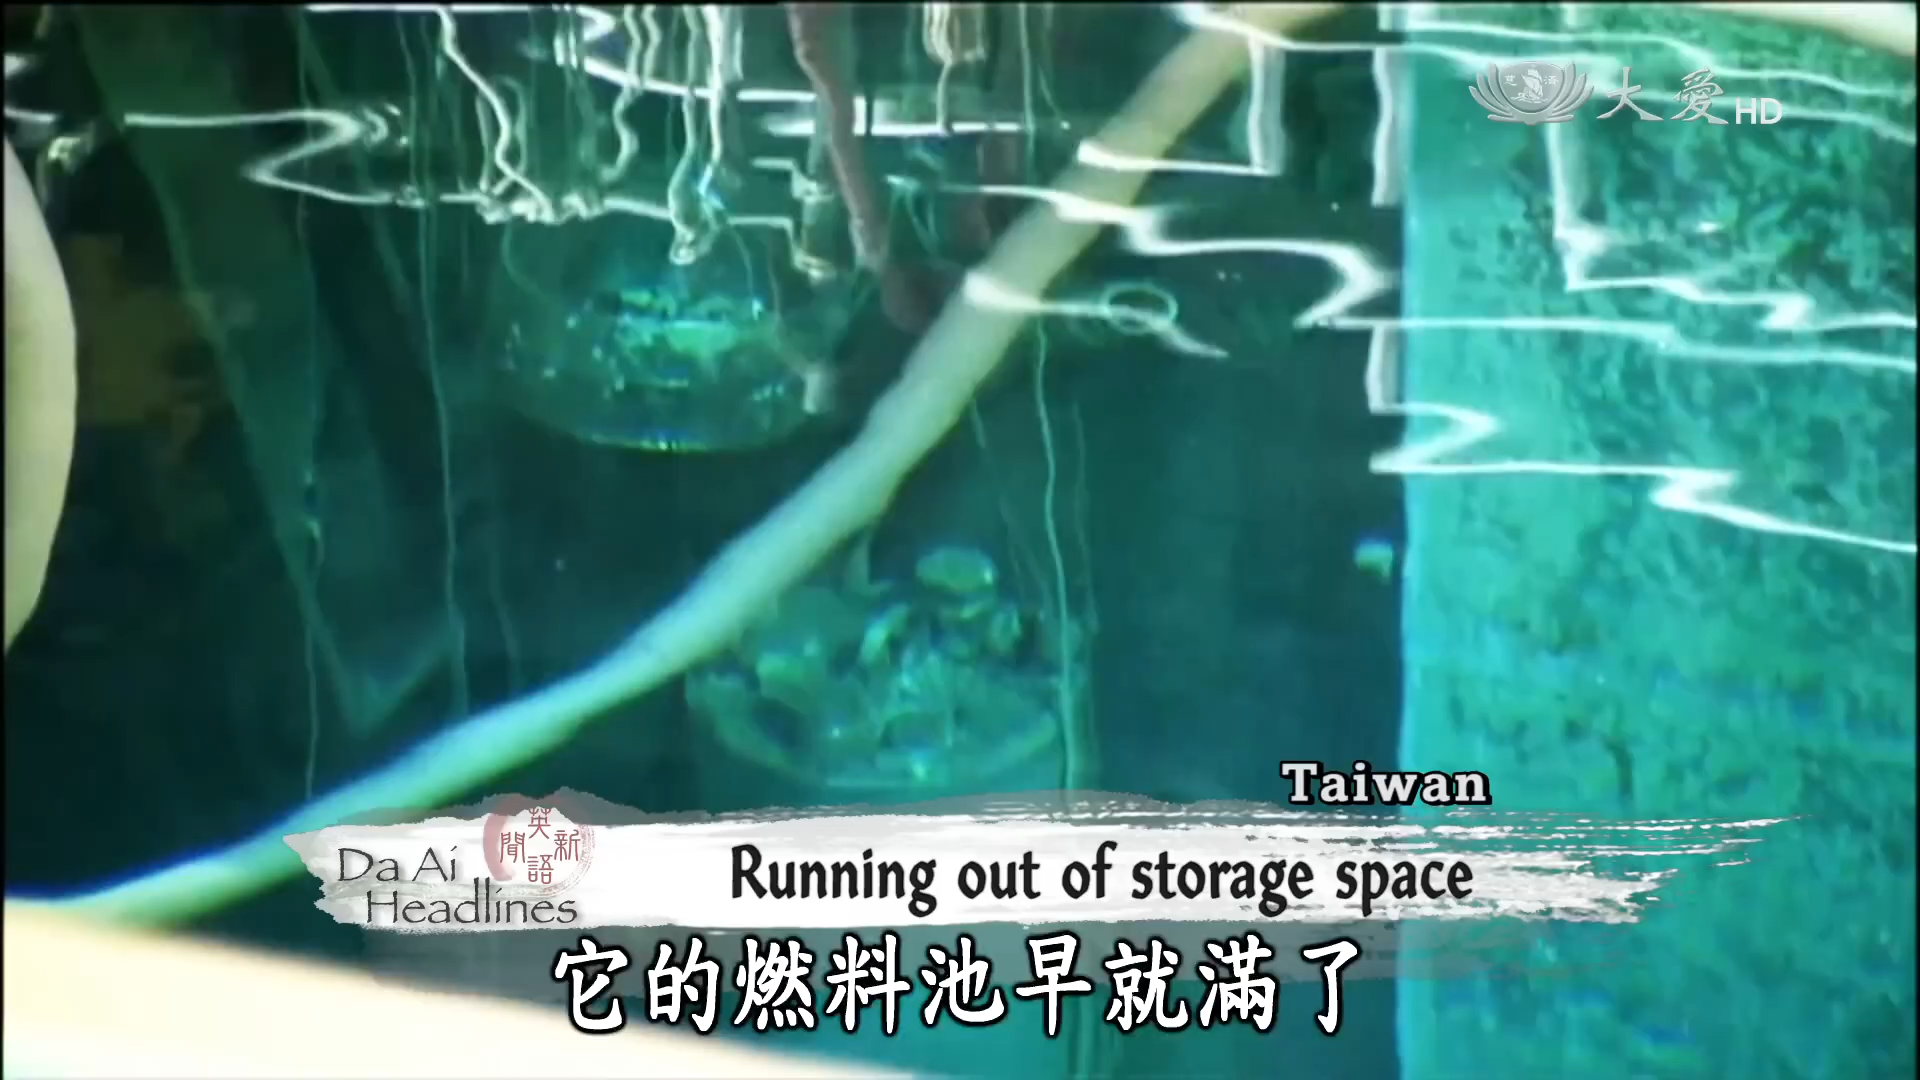 大愛HD
Taiwan
Da Ai
Headlines
英語新聞
Running out of storage space
它的燃料池早就滿了